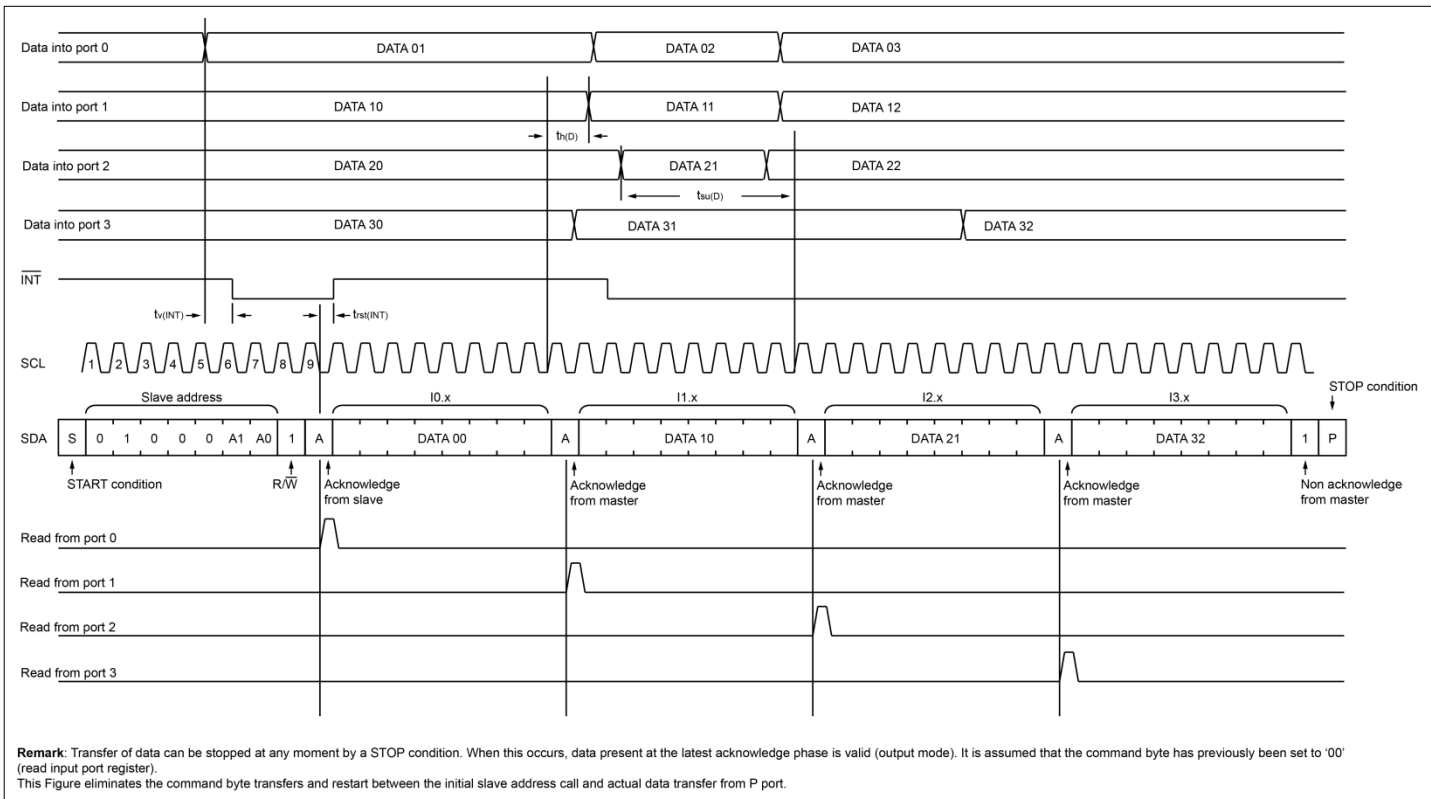 Data into port 0 DATA 01 DATA 02 DATA 03
Data into port 1 DATA 10 DATA 11 DATA 12
th(D)
Data into port 2 DATA 20 DATA 21 DATA 22
tsu(D)
Data into port 3 DATA 30 DATA 31 DATA 32
INT
tv(INT) trst(INT)
SCL 1 2 3 4 5 6 7 8 9
STOP condition
Slave address I0.x I1.x I2.x I3.x
SDA S 0 1 0 0 0 A1 A0 1 A DATA 00 A DATA 10 A DATA 21 A DATA 32 1 P
START condition R/W Acknowledge from slave Acknowledge from master Acknowledge from master Acknowledge from master Non acknowledge from master
Read from port 0
Read from port 1
Read from port 2
Read from port 3
Remark: Transfer of data can be stopped at any moment by a STOP condition. When this occurs, data present at the latest acknowledge phase is valid (output mode). It is assumed that the command byte has previously been set to ‘00’
(read input port register).
This Figure eliminates the command byte transfers and restart between the initial slave address call and actual data transfer from P port.